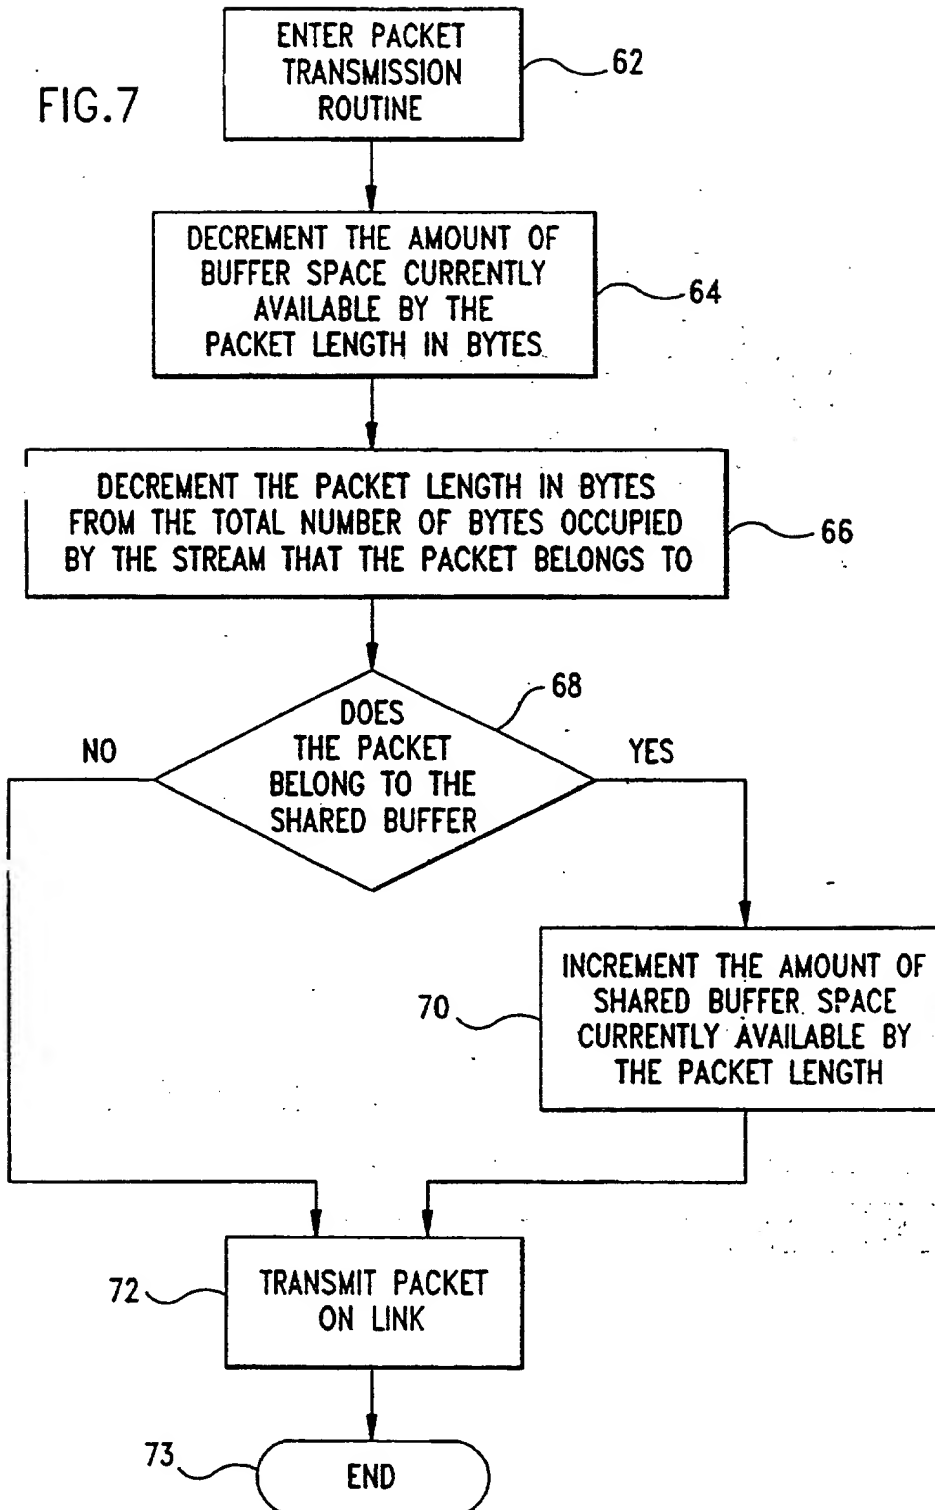 FIG.7
ENTER PACKET
TRANSMISSION
ROUTINE
62
DECREMENT THE AMOUNT OF
BUFFER SPACE CURRENTLY
AVAILABLE BY THE
PACKET LENGTH IN BYTES
64
DECREMENT THE PACKET LENGTH IN BYTES
FROM THE TOTAL NUMBER OF BYTES OCCUPIED
BY THE STREAM THAT THE PACKET BELONGS TO
66
68
DOES
THE PACKET
BELONG TO THE
SHARED BUFFER
NO
YES
INCREMENT THE AMOUNT OF
SHARED BUFFER SPACE
CURRENTLY AVAILABLE BY
THE PACKET LENGTH
70
TRANSMIT PACKET
ON LINK
72
END
73